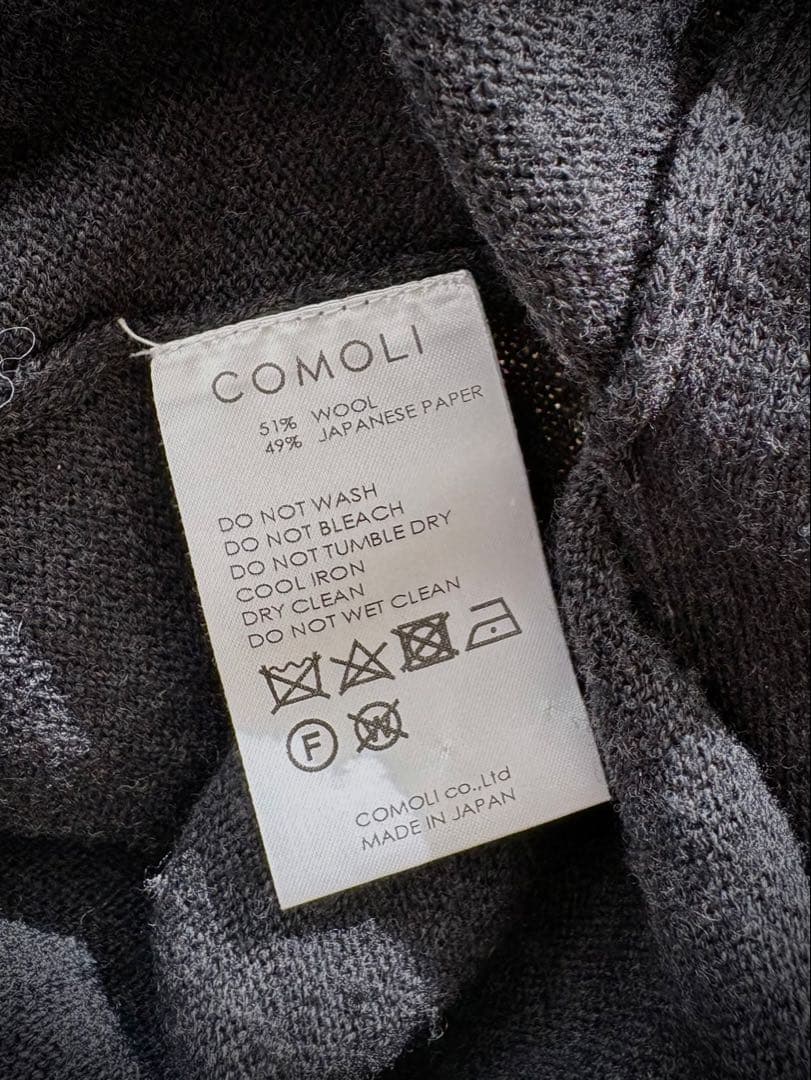 COMOLI
51% WOOL
49% JAPANESE PAPER
DO NOT WASH
DO NOT BLEACH
DO NOT TUMBLE DRY
COOL IRON
DRY CLEAN
DO NOT WET CLEAN
F W
COMOLI co.,Ltd
MADE IN JAPAN